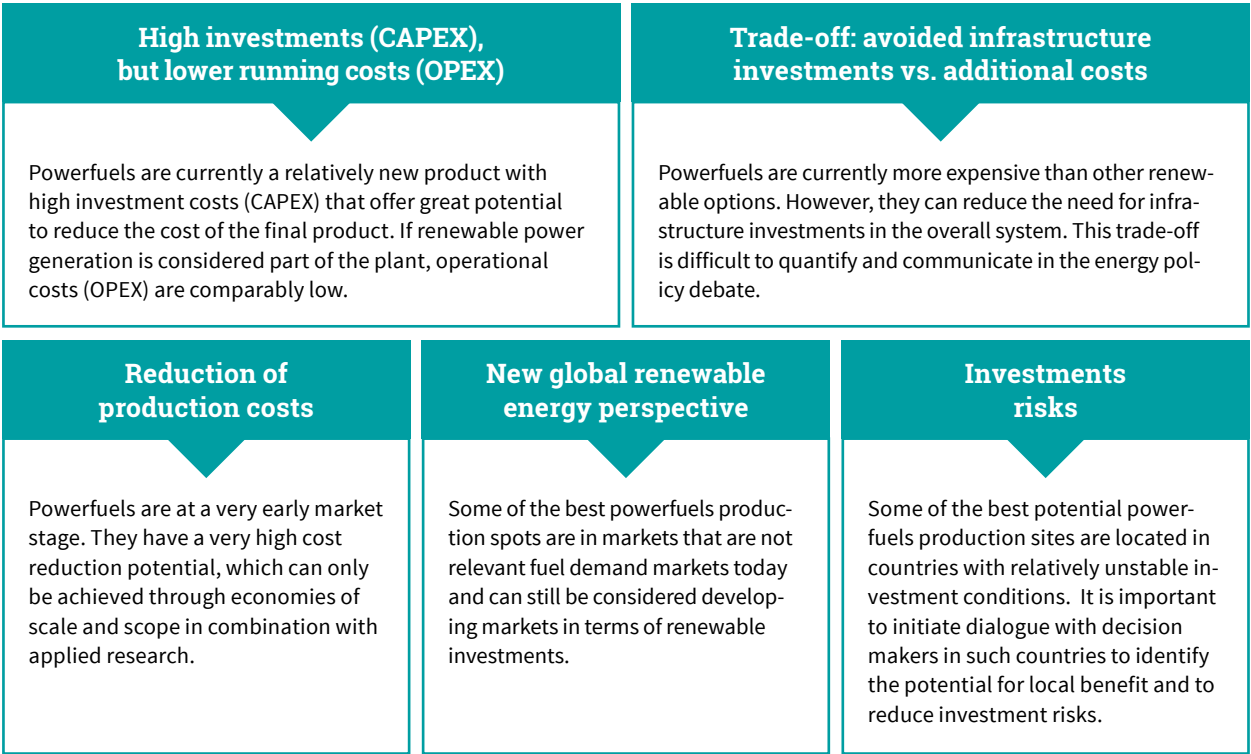 High investments (CAPEX),
but lower running costs (OPEX)
Powerfuels are currently a relatively new product with
high investment costs (CAPEX) that offer great potential
to reduce the cost of the final product. If renewable power
generation is considered part of the plant, operational
costs (OPEX) are comparably low.
Trade-off: avoided infrastructure
investments vs. additional costs
Powerfuels are currently more expensive than other renew-
able options. However, they can reduce the need for infra-
structure investments in the overall system. This trade-off
is difficult to quantify and communicate in the energy pol-
icy debate.
Reduction of
production costs
Powerfuels are at a very early market
stage. They have a very high cost
reduction potential, which can only
be achieved through economies of
scale and scope in combination with
applied research.
New global renewable
energy perspective
Some of the best powerfuels produc-
tion spots are in markets that are not
relevant fuel demand markets today
and can still be considered develop-
ing markets in terms of renewable
investments.
Investments
risks
Some of the best potential power-
fuels production sites are located in
countries with relatively unstable in-
vestment conditions.  It is important
to initiate dialogue with decision
makers in such countries to identify
the potential for local benefit and to
reduce investment risks.